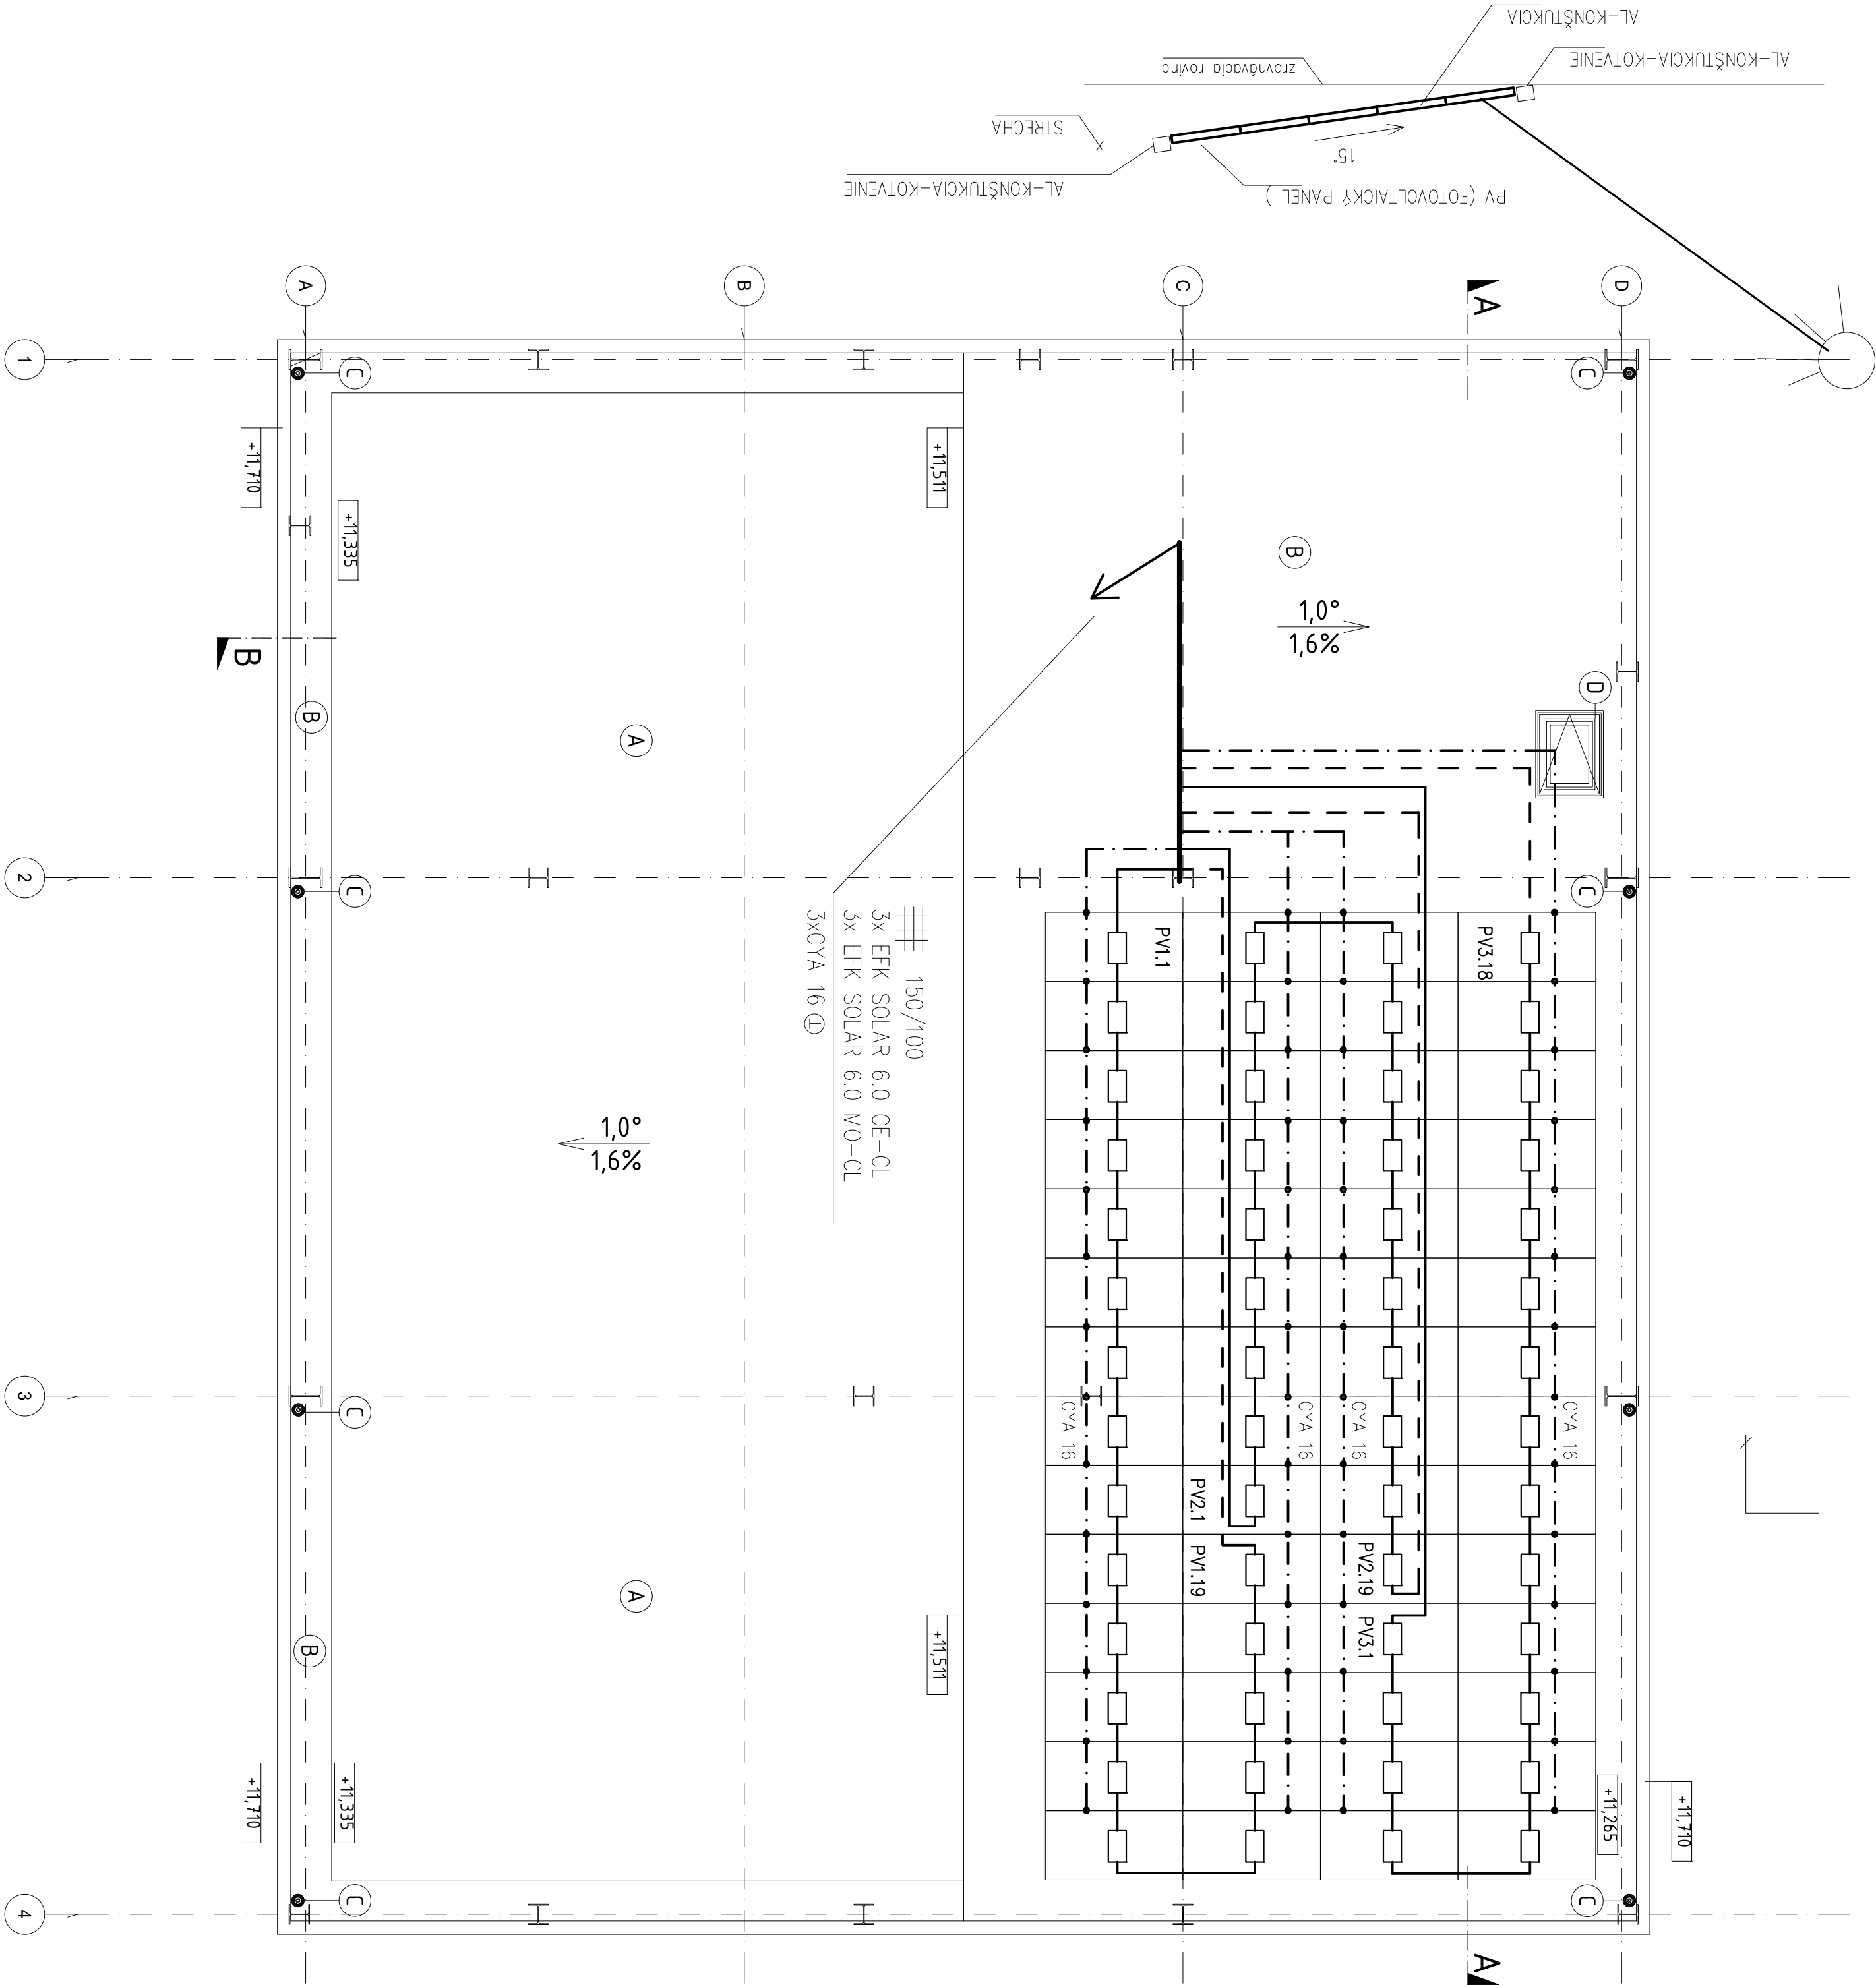 AL-KONŠTUKCIA
AL-KONŠTUKCIA-KOTVENIE
zrovnávacia rovina
STRECHA
15°
AL-KONŠTUKCIA-KOTVENIE
PV (FOTOVOLTAICKÝ PANEL )
A
B
C
A
D
1
C
C
+11,710
+11,511
+11,335
B
1,0°
1,6%
B
D
B
A
2
C
C
150/100
3x EFK SOLAR 6.0 CE-CL
3x EFK SOLAR 6.0 MO-CL
3xCYA 16
PV1.1
PV3.18
1,0°
1,6%
3
C
CYA 16
CYA 16
CYA 16
CYA 16
PV2.1
PV1.19
PV2.19
PV3.1
A
B
+11,511
+11,710
+11,335
+11,265
+11,710
4
C
C
A